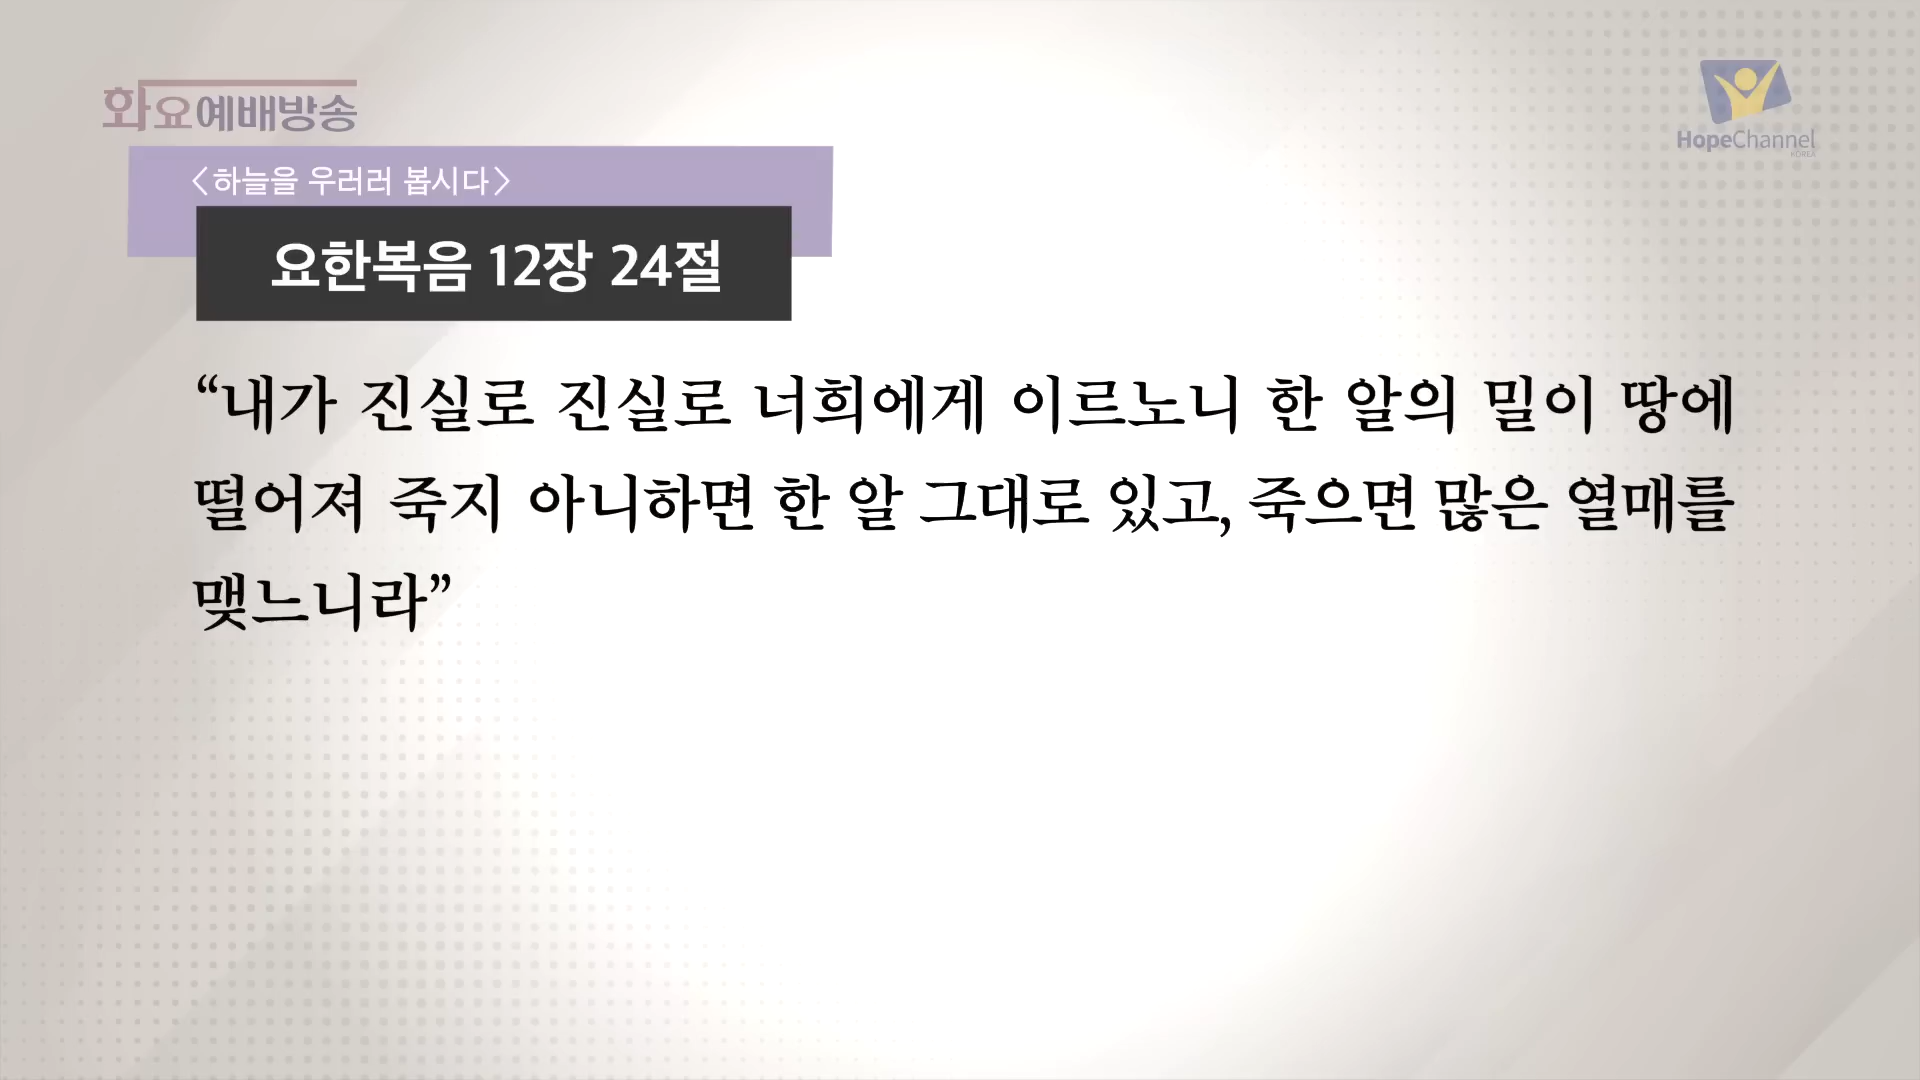 화요예배방송
HopeChannel
KOREA
<하늘을 우러러 봅시다>
요한복음 12장 24절
“내가 진실로 진실로 너희에게 이르노니 한 알의 밀이 땅에
떨어져 죽지 아니하면 한 알 그대로 있고, 죽으면 많은 열매를
맺느니라”